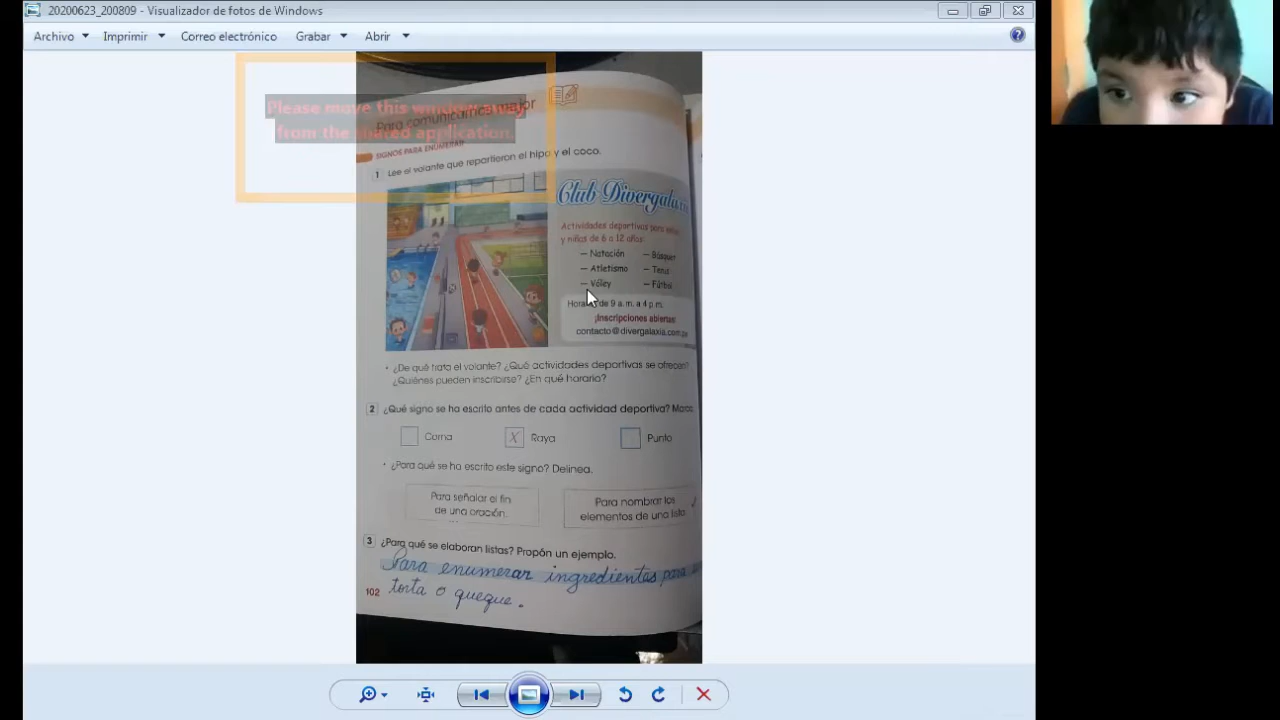 20200623_200809 - Visualizador de fotos de Windows
Archivo Imprimir Correo electrónico Grabar Abrir
Please move this window away
from the shared application.
Para comunicarnos mejor
SIGNOS PARA ENUMERAR
1 Lee el volante que repartieron el hipo y el coco.
Club Divergala
Actividades deportivas para
y niños de 6 a 12 años:
— Natación — Básquet
— Atletismo — Tenis
— Vóley — Fútbol
de 9 a. m. a 4 p. m.
¡Inscripciones abiertas
contacto@divergalaxia.com.
• ¿De qué trata el volante? ¿Qué actividades deportivas se ofrecen?
¿Quiénes pueden inscribirse? ¿En qué horario?
2 ¿Qué signo se ha escrito antes de cada actividad deportiva?
Coma X Raya Punto
• ¿Para qué se ha escrito este signo? Delinea.
Para señalar el fin
de una oración.
Para nombrar los
elementos de una lista.
3 ¿Para qué se elaboran listas? Propón un ejemplo.
Para enumerar ingredientes para
torta o queque.
102